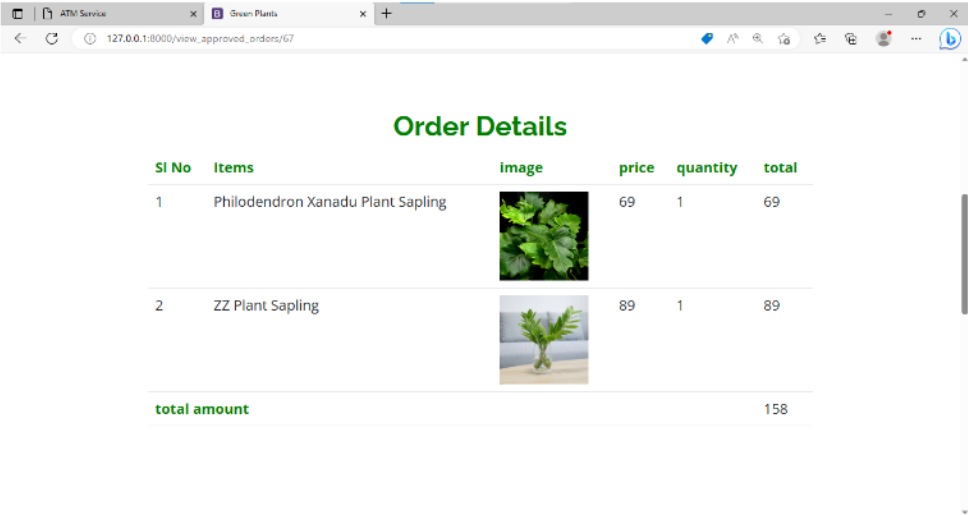 ATM Service
Green Plants
127.0.0.1:8000/view_approved_orders/67
Order Details
Sl No Items image price quantity total
1 Philodendron Xanadu Plant Sapling 69 1 69
2 ZZ Plant Sapling 89 1 89
total amount 158